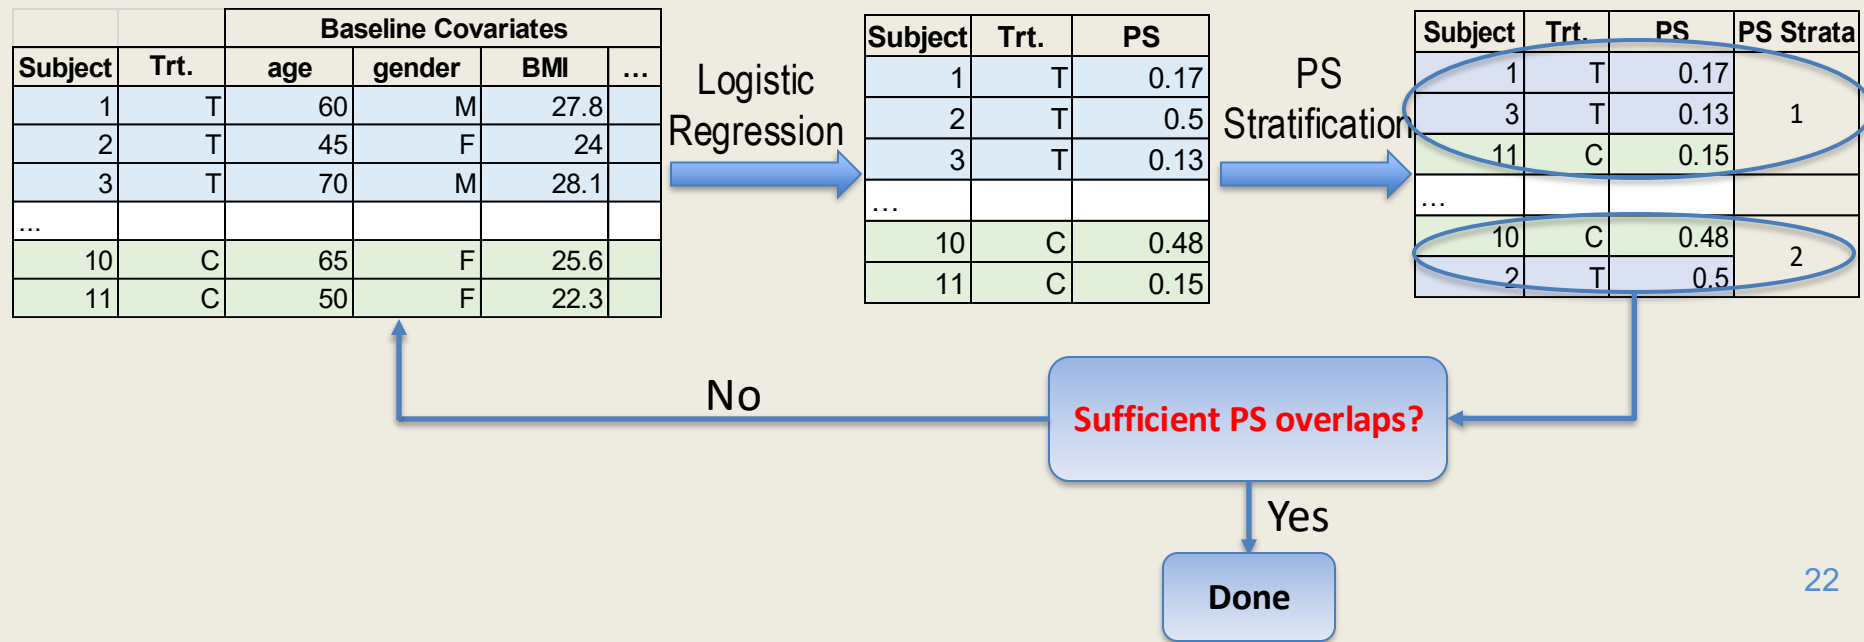 Baseline Covariates
Subject Trt. age gender BMI ...
1 T 60 M 27.8
2 T 45 F 24
3 T 70 M 28.1
...
10 C 65 F 25.6
11 C 50 F 22.3
Logistic
Regression
Subject Trt. PS
1 T 0.17
2 T 0.5
3 T 0.13
...
10 C 0.48
11 C 0.15
PS
Stratification
Subject Trt. PS PS Strata
1 T 0.17
3 T 0.13 1
11 C 0.15
...
10 C 0.48
2
2 T 0.5
No
Sufficient PS overlaps?
Yes
Done
22